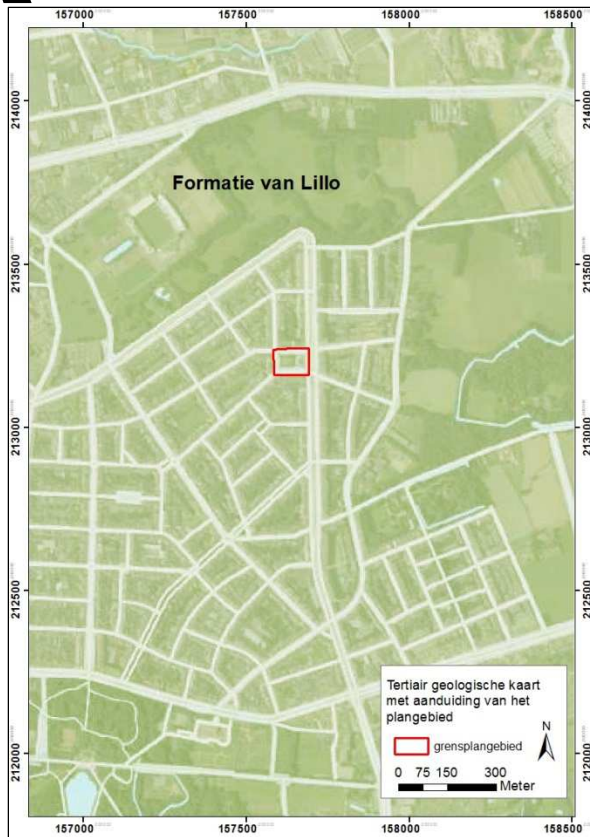 157000 157500 158000 158500
214000 214000
Formatie van Lillo
213500 213500
213000 213000
212500 212500
Tertiair geologische kaart
met aanduiding van het
plangebied
N
grensplangebied
0 75 150 300
Meter
212000 212000
157000 157500 158000 158500